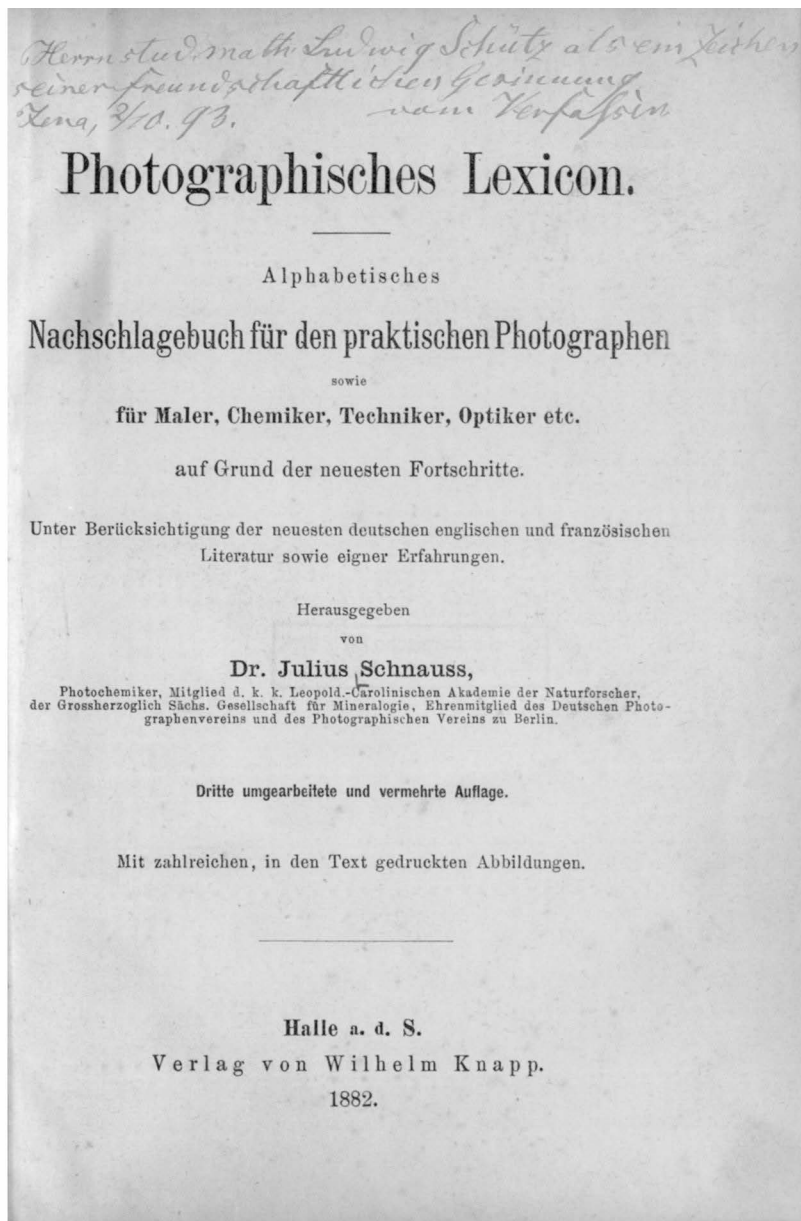 Herrn stud. math. Ludwig Schütz als ein Zeichen
seiner freundschaftlichen Gesinnung
Jena, 2/10. 93. vom Verfasser
Photographisches Lexicon.
Alphabetisches
Nachschlagebuch für den praktischen Photographen
sowie
für Maler, Chemiker, Techniker, Optiker etc.
auf Grund der neuesten Fortschritte.
Unter Berücksichtigung der neuesten deutschen englischen und französischen
Literatur sowie eigner Erfahrungen.
Herausgegeben
von
Dr. Julius Schnauss,
Photochemiker, Mitglied d. k. k. Leopold.-Carolinischen Akademie der Naturforscher,
der Grossherzoglich Sächs. Gesellschaft für Mineralogie, Ehrenmitglied des Deutschen Photo-
graphenvereins und des Photographischen Vereins zu Berlin.
Dritte umgearbeitete und vermehrte Auflage.
Mit zahlreichen, in den Text gedruckten Abbildungen.
Halle a. d. S.
Verlag von Wilhelm Knapp.
1882.